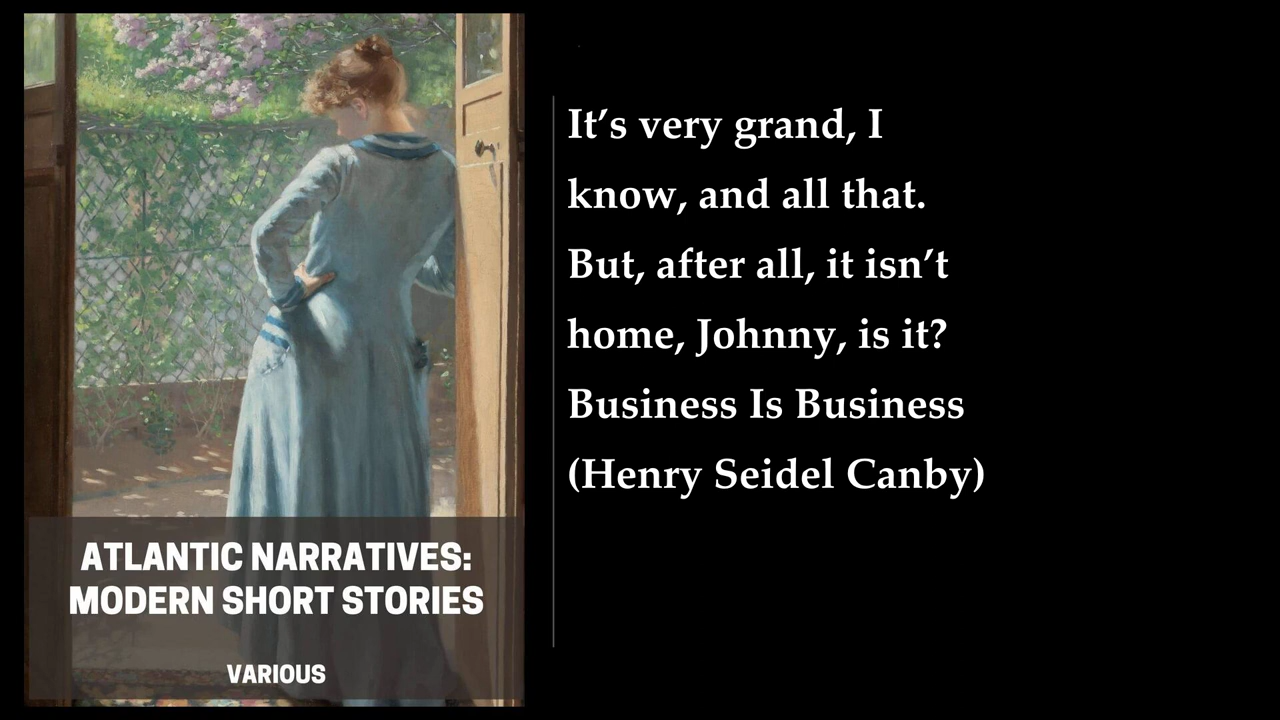 It’s very grand, I
know, and all that.
But, after all, it isn’t
home, Johnny, is it?
Business Is Business
(Henry Seidel Canby)
ATLANTIC NARRATIVES:
MODERN SHORT STORIES
VARIOUS